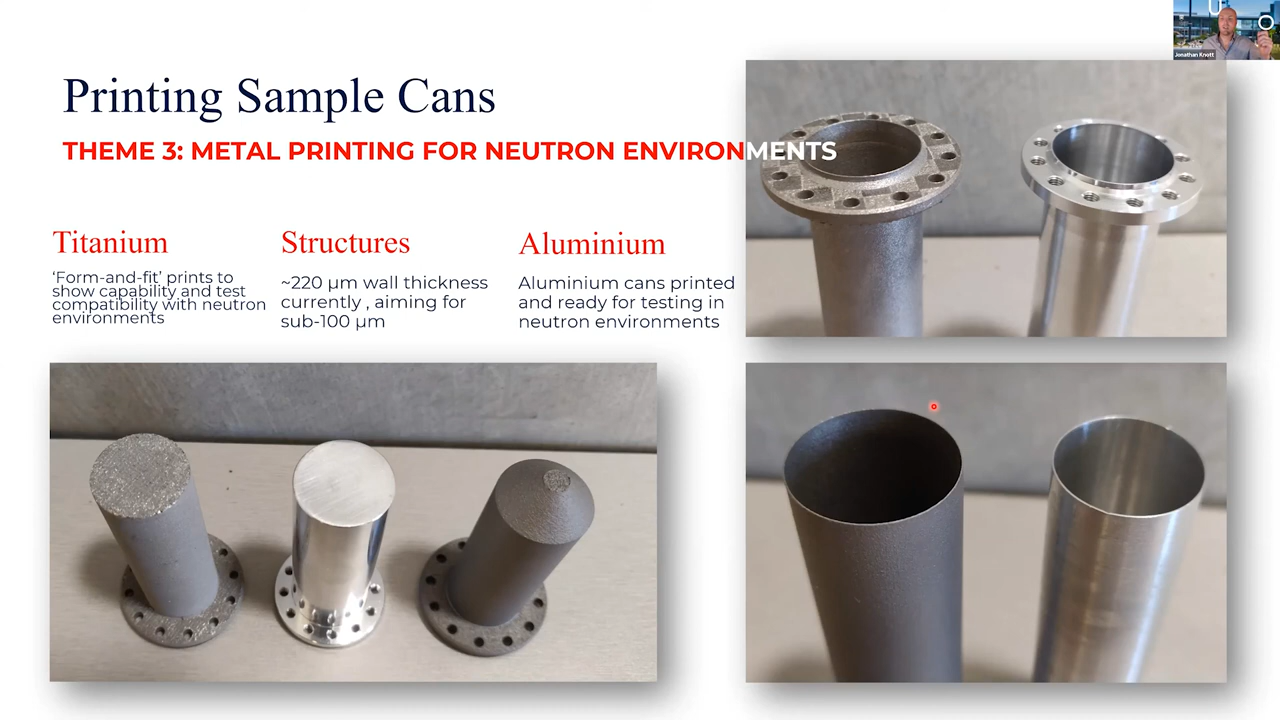 Printing Sample Cans
THEME 3: METAL PRINTING FOR NEUTRON ENVIRONMENTS
Titanium
'Form-and-fit' prints to
show capability and test
compatibility with neutron
environments
Structures
~220 µm wall thickness
currently , aiming for
sub-100 µm
Aluminium
Aluminium cans printed
and ready for testing in
neutron environments
Jonathan Knott